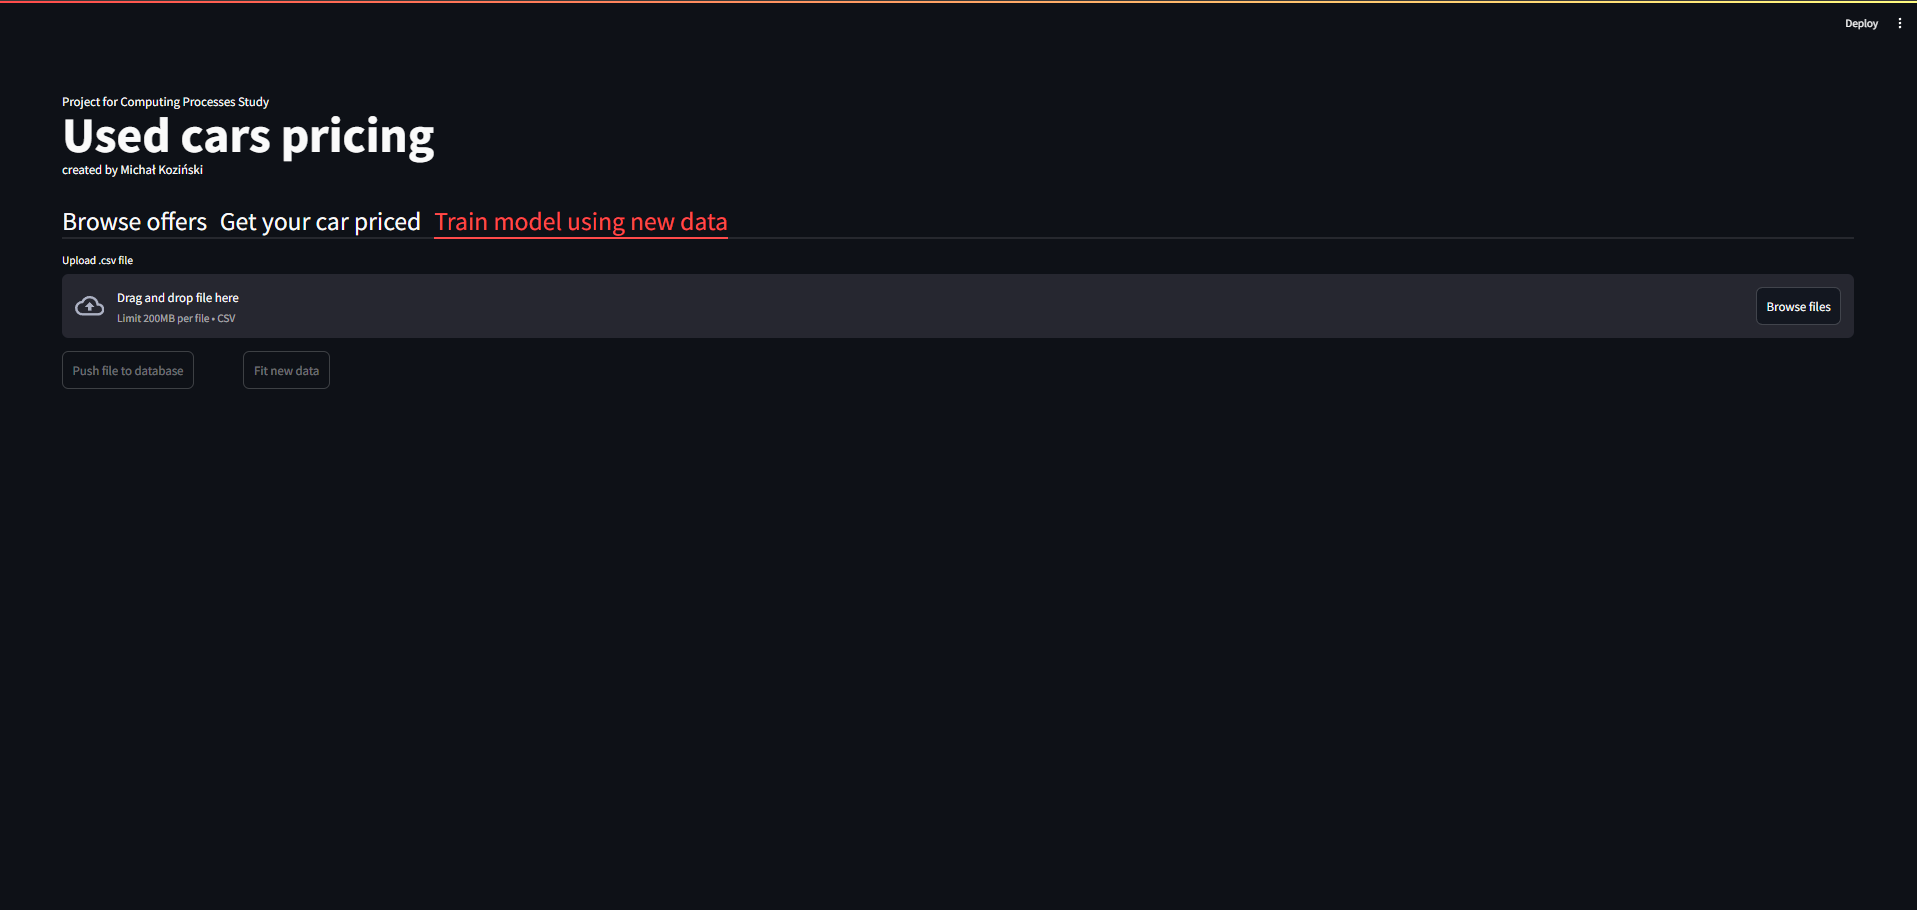 Deploy
Project for Computing Processes Study
Used cars pricing
created by Michał Koziński
Browse offers Get your car priced Train model using new data
Upload .csv file
Drag and drop file here
Limit 200MB per file • CSV
Browse files
Push file to database Fit new data